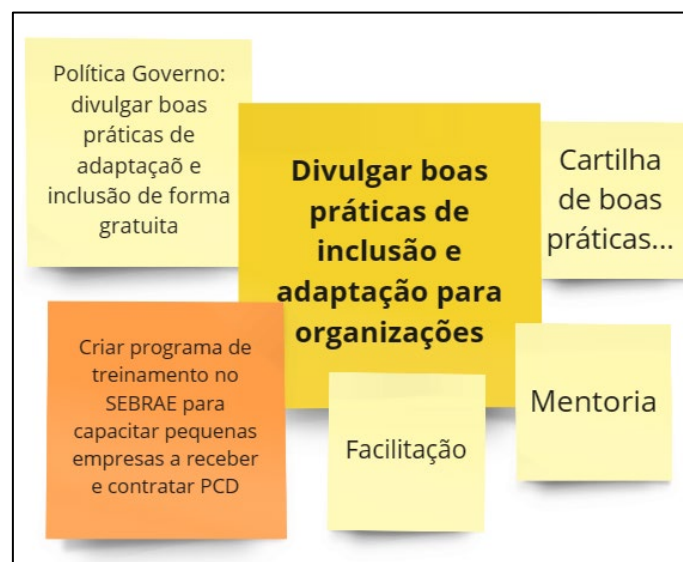 Política Governo:
divulgar boas
práticas de
adaptaçaõ e
inclusão de forma
gratuita
Divulgar boas
práticas de
inclusão e
adaptação para
organizações
Cartilha
de boas
práticas...
Criar programa de
treinamento no
SEBRAE para
capacitar pequenas
empresas a receber
e contratar PCD
Facilitação
Mentoria